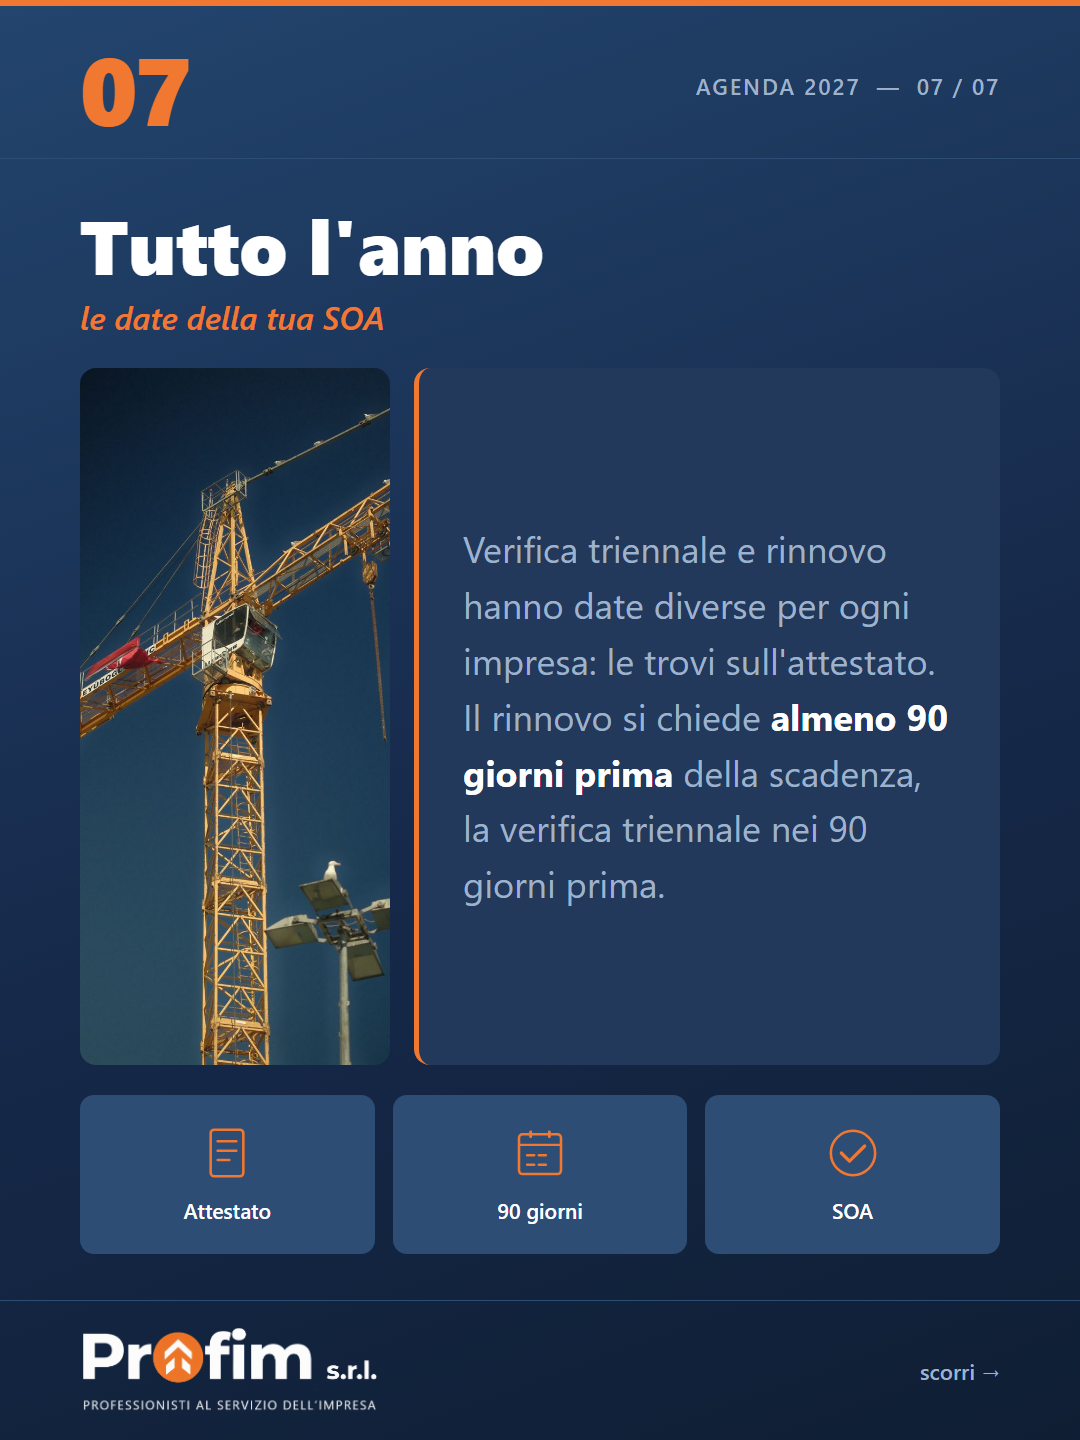 07
AGENDA 2027 — 07 / 07
Tutto l'anno
le date della tua SOA
Verifica triennale e rinnovo
hanno date diverse per ogni
impresa: le trovi sull'attestato.
Il rinnovo si chiede almeno 90
giorni prima della scadenza,
la verifica triennale nei 90
giorni prima.
Attestato
90 giorni
SOA
Profim s.r.l.
PROFESSIONISTI AL SERVIZIO DELL'IMPRESA
scorri →